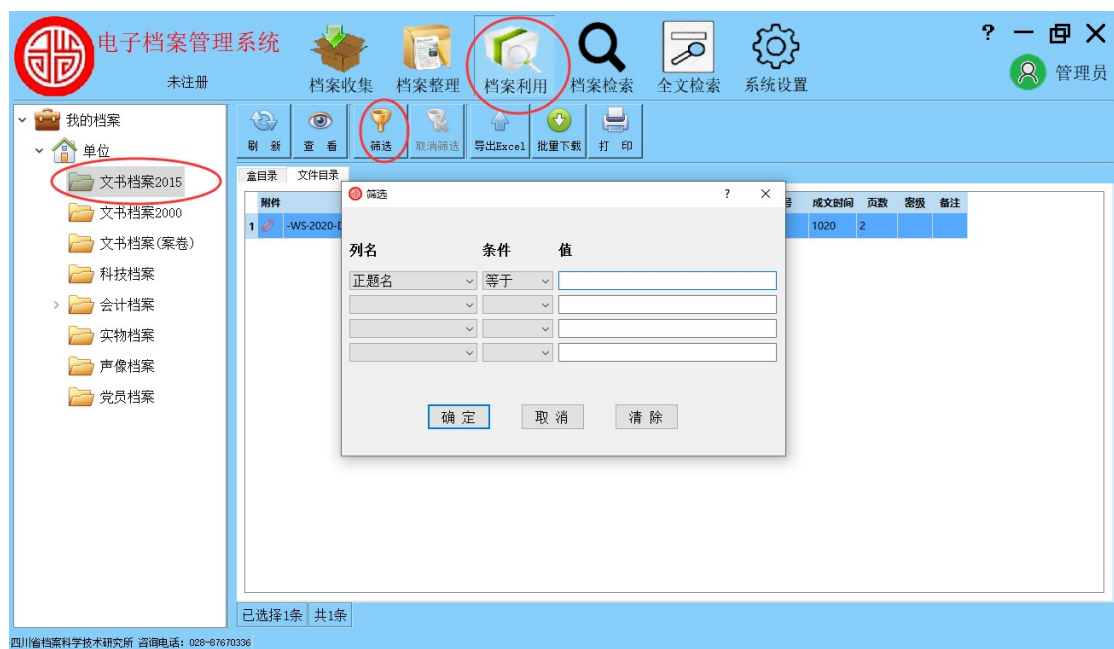 电子档案管理系统
未注册
档案收集 档案整理 档案利用 档案检索 全文检索 系统设置
?
管理员
我的档案
单位
文书档案2015
文书档案2000
文书档案(案卷)
科技档案
会计档案
实物档案
声像档案
党员档案
刷 新 查 看 筛选 取消筛选 导出Excel 批量下载 打 印
盒目录 文件目录
附件 成文时间 页数 密级 备注
1 -WS-2020- 1020 2
筛选 ?
列名 条件 值
正题名 等于
确 定 取 消 清 除
已选择1条 共1条
四川省档案科学技术研究所 咨询电话: 028-87670336